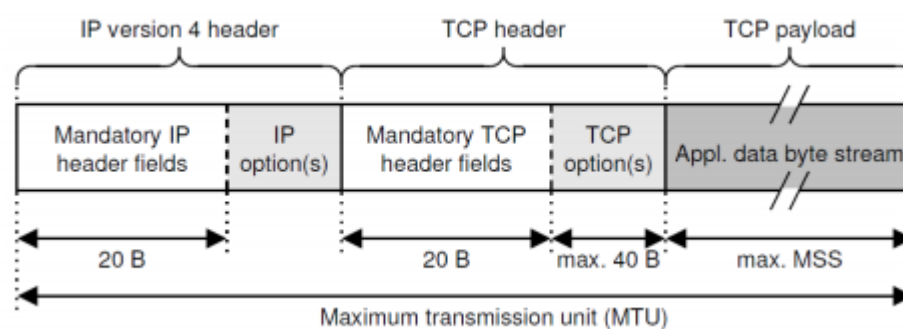 IP version 4 header TCP header TCP payload
Mandatory IP IP Mandatory TCP TCP Appl. data byte stream
header fields option(s) header fields option(s)
20 B 20 B max. 40 B max. MSS
Maximum transmission unit (MTU)